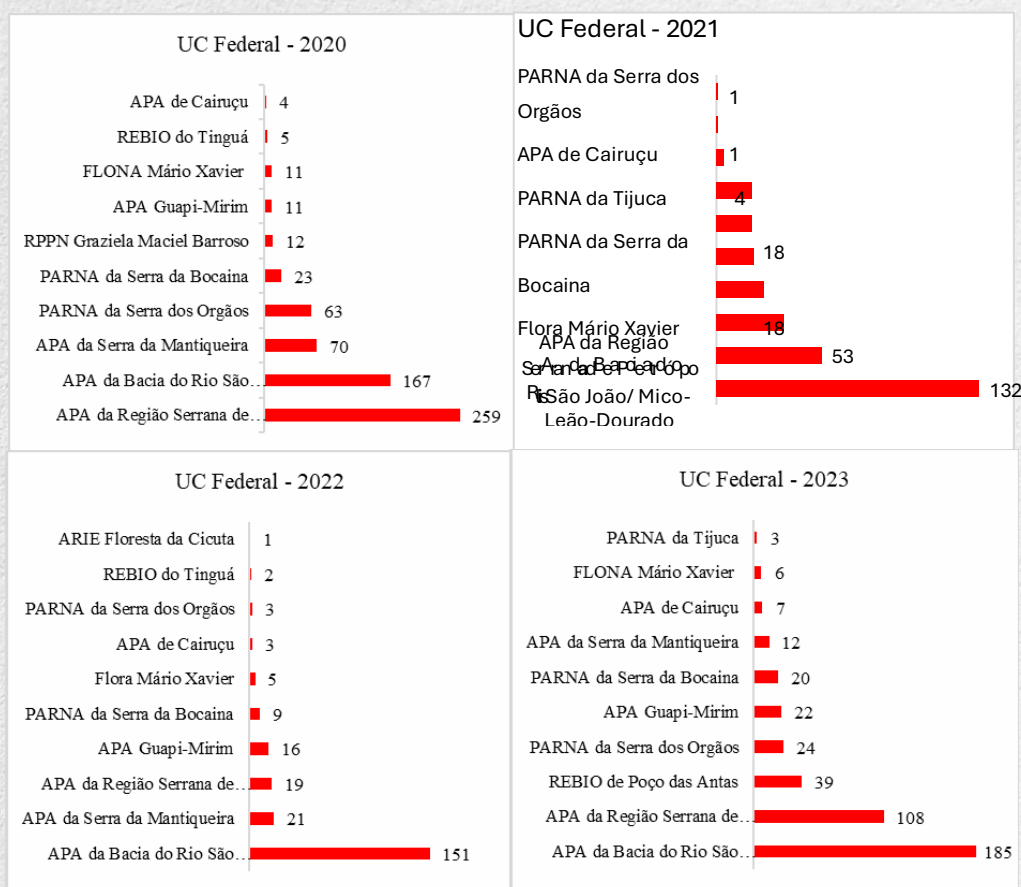 UC Federal - 2020
APA de Cairuçu 4
REBIO do Tinguá 5
FLONA Mário Xavier 11
APA Guapi-Mirim 11
RPPN Graziela Maciel Barroso 12
PARNA da Serra da Bocaina 23
PARNA da Serra dos Orgãos 63
APA da Serra da Mantiqueira 70
APA da Bacia do Rio São... 167
APA da Região Serrana de... 259
UC Federal - 2021
PARNA da Serra dos
1
Orgãos
APA de Cairuçu 1
PARNA da Tijuca 4
PARNA da Serra da
18
Bocaina
Flora Mário Xavier 18
APA da Região
53
São João/ Mico-
132
Leão-Dourado
UC Federal - 2022
ARIE Floresta da Cicuta 1
REBIO do Tinguá 2
PARNA da Serra dos Orgãos 3
APA de Cairuçu 3
Flora Mário Xavier 5
PARNA da Serra da Bocaina 9
APA Guapi-Mirim 16
APA da Região Serrana de... 19
APA da Serra da Mantiqueira 21
APA da Bacia do Rio São... 151
UC Federal - 2023
PARNA da Tijuca 3
FLONA Mário Xavier 6
APA de Cairuçu 7
APA da Serra da Mantiqueira 12
PARNA da Serra da Bocaina 20
APA Guapi-Mirim 22
PARNA da Serra dos Orgãos 24
REBIO de Poço das Antas 39
APA da Região Serrana de... 108
APA da Bacia do Rio São... 185